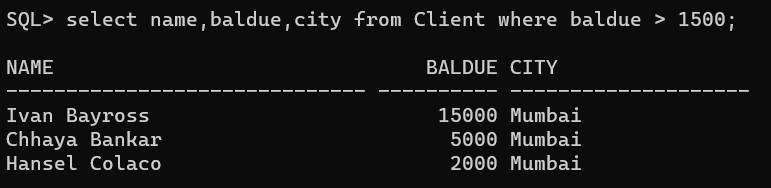 SQL> select name,baldue,city from Client where baldue > 1500;
NAME                                BALDUE CITY
------------------------------ ---------- --------------------
Ivan Bayross                         15000 Mumbai
Chhaya Bankar                         5000 Mumbai
Hansel Colaco                         2000 Mumbai